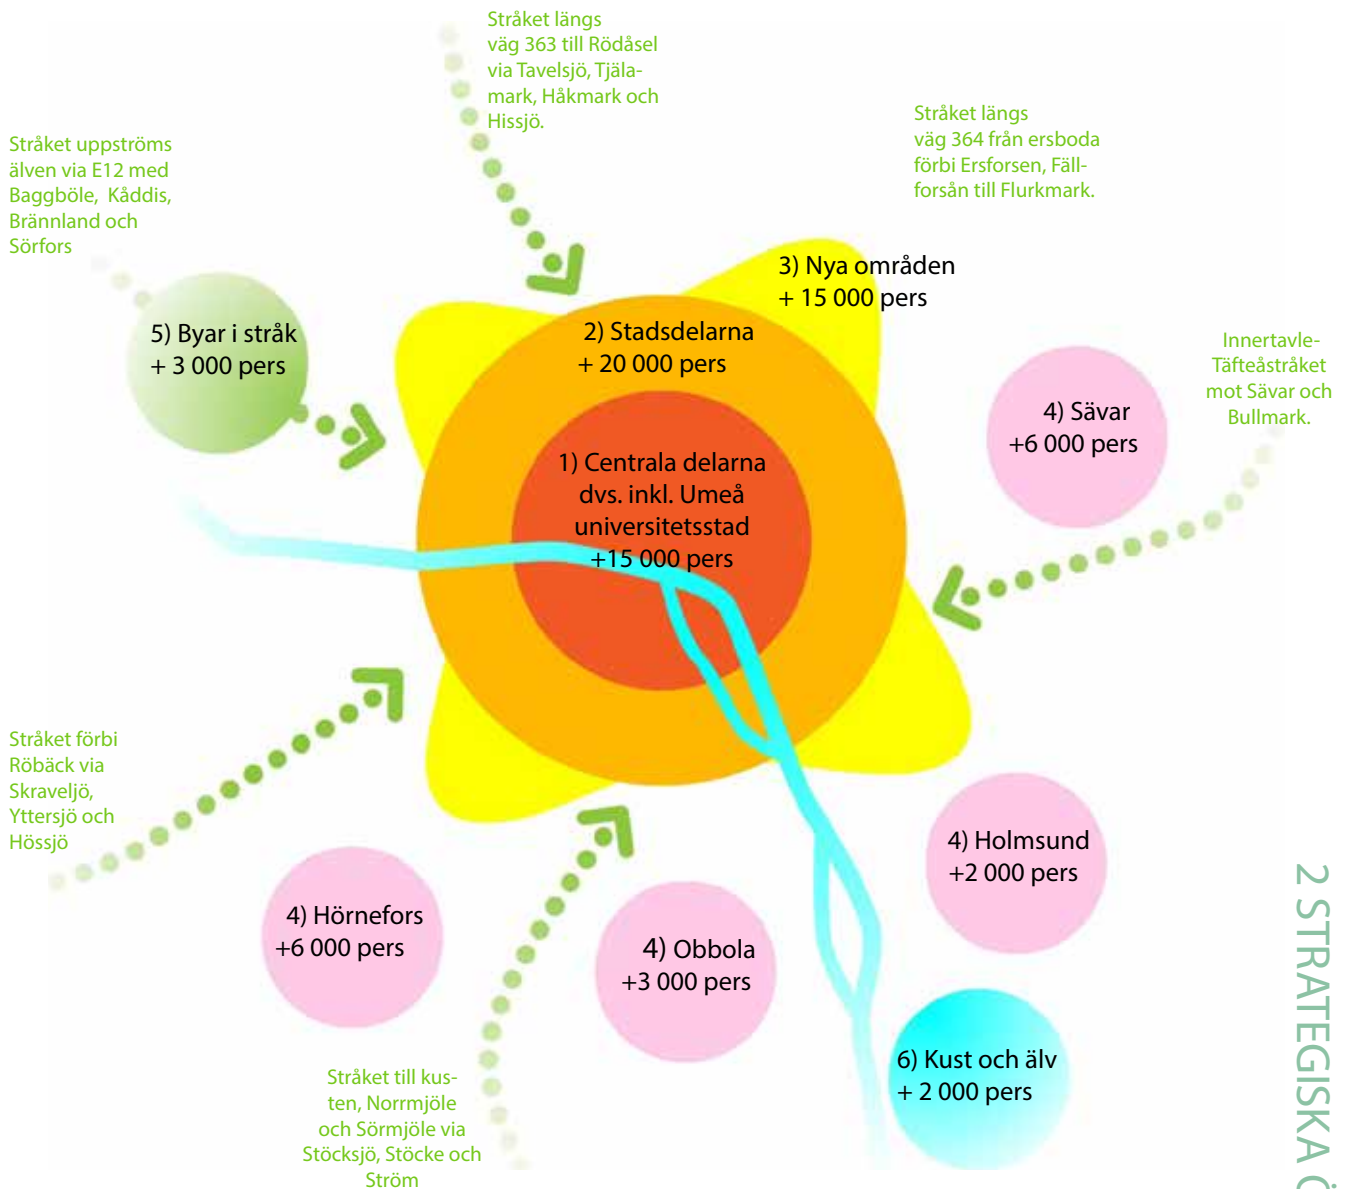 Stråket längs
väg 363 till Rödåsel
via Tavelsjö, Tjäla-
mark, Håkmark och
Hissjö.
Stråket längs
väg 364 från ersboda
förbi Ersforsen, Fäll-
forsån till Flurkmark.
Stråket uppströms
älven via E12 med
Baggböle, Kåddis,
Brännland och
Sörfors
3) Nya områden
+ 15 000 pers
5) Byar i stråk
+ 3 000 pers
2) Stadsdelarna
+ 20 000 pers
Innertavle-
Täfteåstråket
mot Sävar och
Bullmark.
4) Sävar
+6 000 pers
1) Centrala delarna
dvs. inkl. Umeå
universitetsstad
+15 000 pers
Stråket förbi
Röbäck via
Skraveljö,
Yttersjö och
Hössjö
4) Holmsund
+2 000 pers
4) Hörnefors
+6 000 pers
4) Obbola
+3 000 pers
6) Kust och älv
+ 2 000 pers
Stråket till kus-
ten, Norrmjöle
och Sörmjöle via
Stöcksjö, Stöcke och
Ström
2 STRATEGISKA Ö